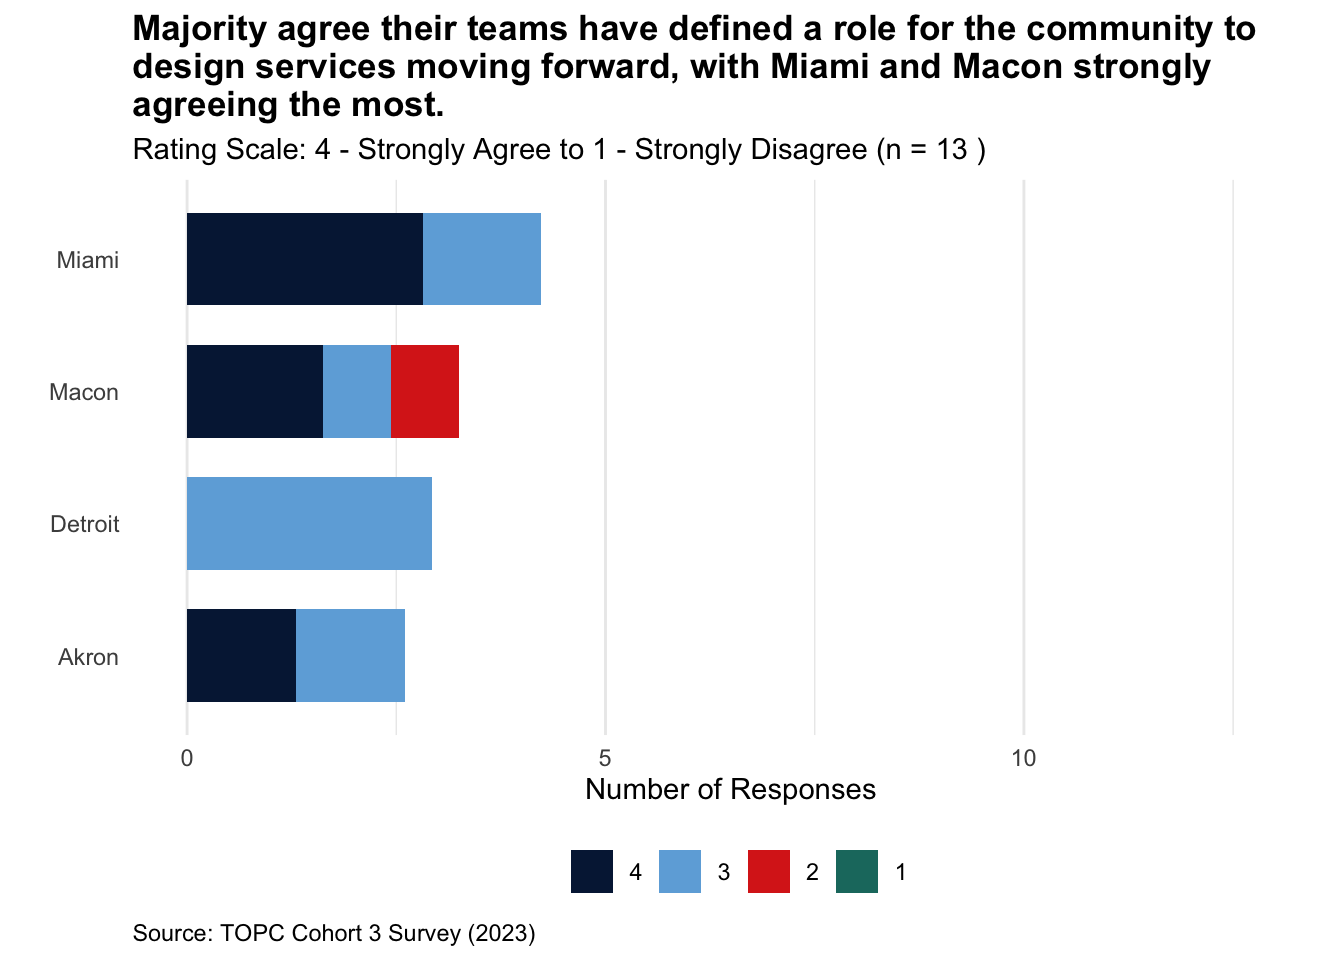 Majority agree their teams have defined a role for the community to
design services moving forward, with Miami and Macon strongly
agreeing the most.
Rating Scale: 4 - Strongly Agree to 1 - Strongly Disagree (n = 13 )
Miami
Macon
Detroit
Akron
0 5 10
Number of Responses
4 3 2 1
Source: TOPC Cohort 3 Survey (2023)